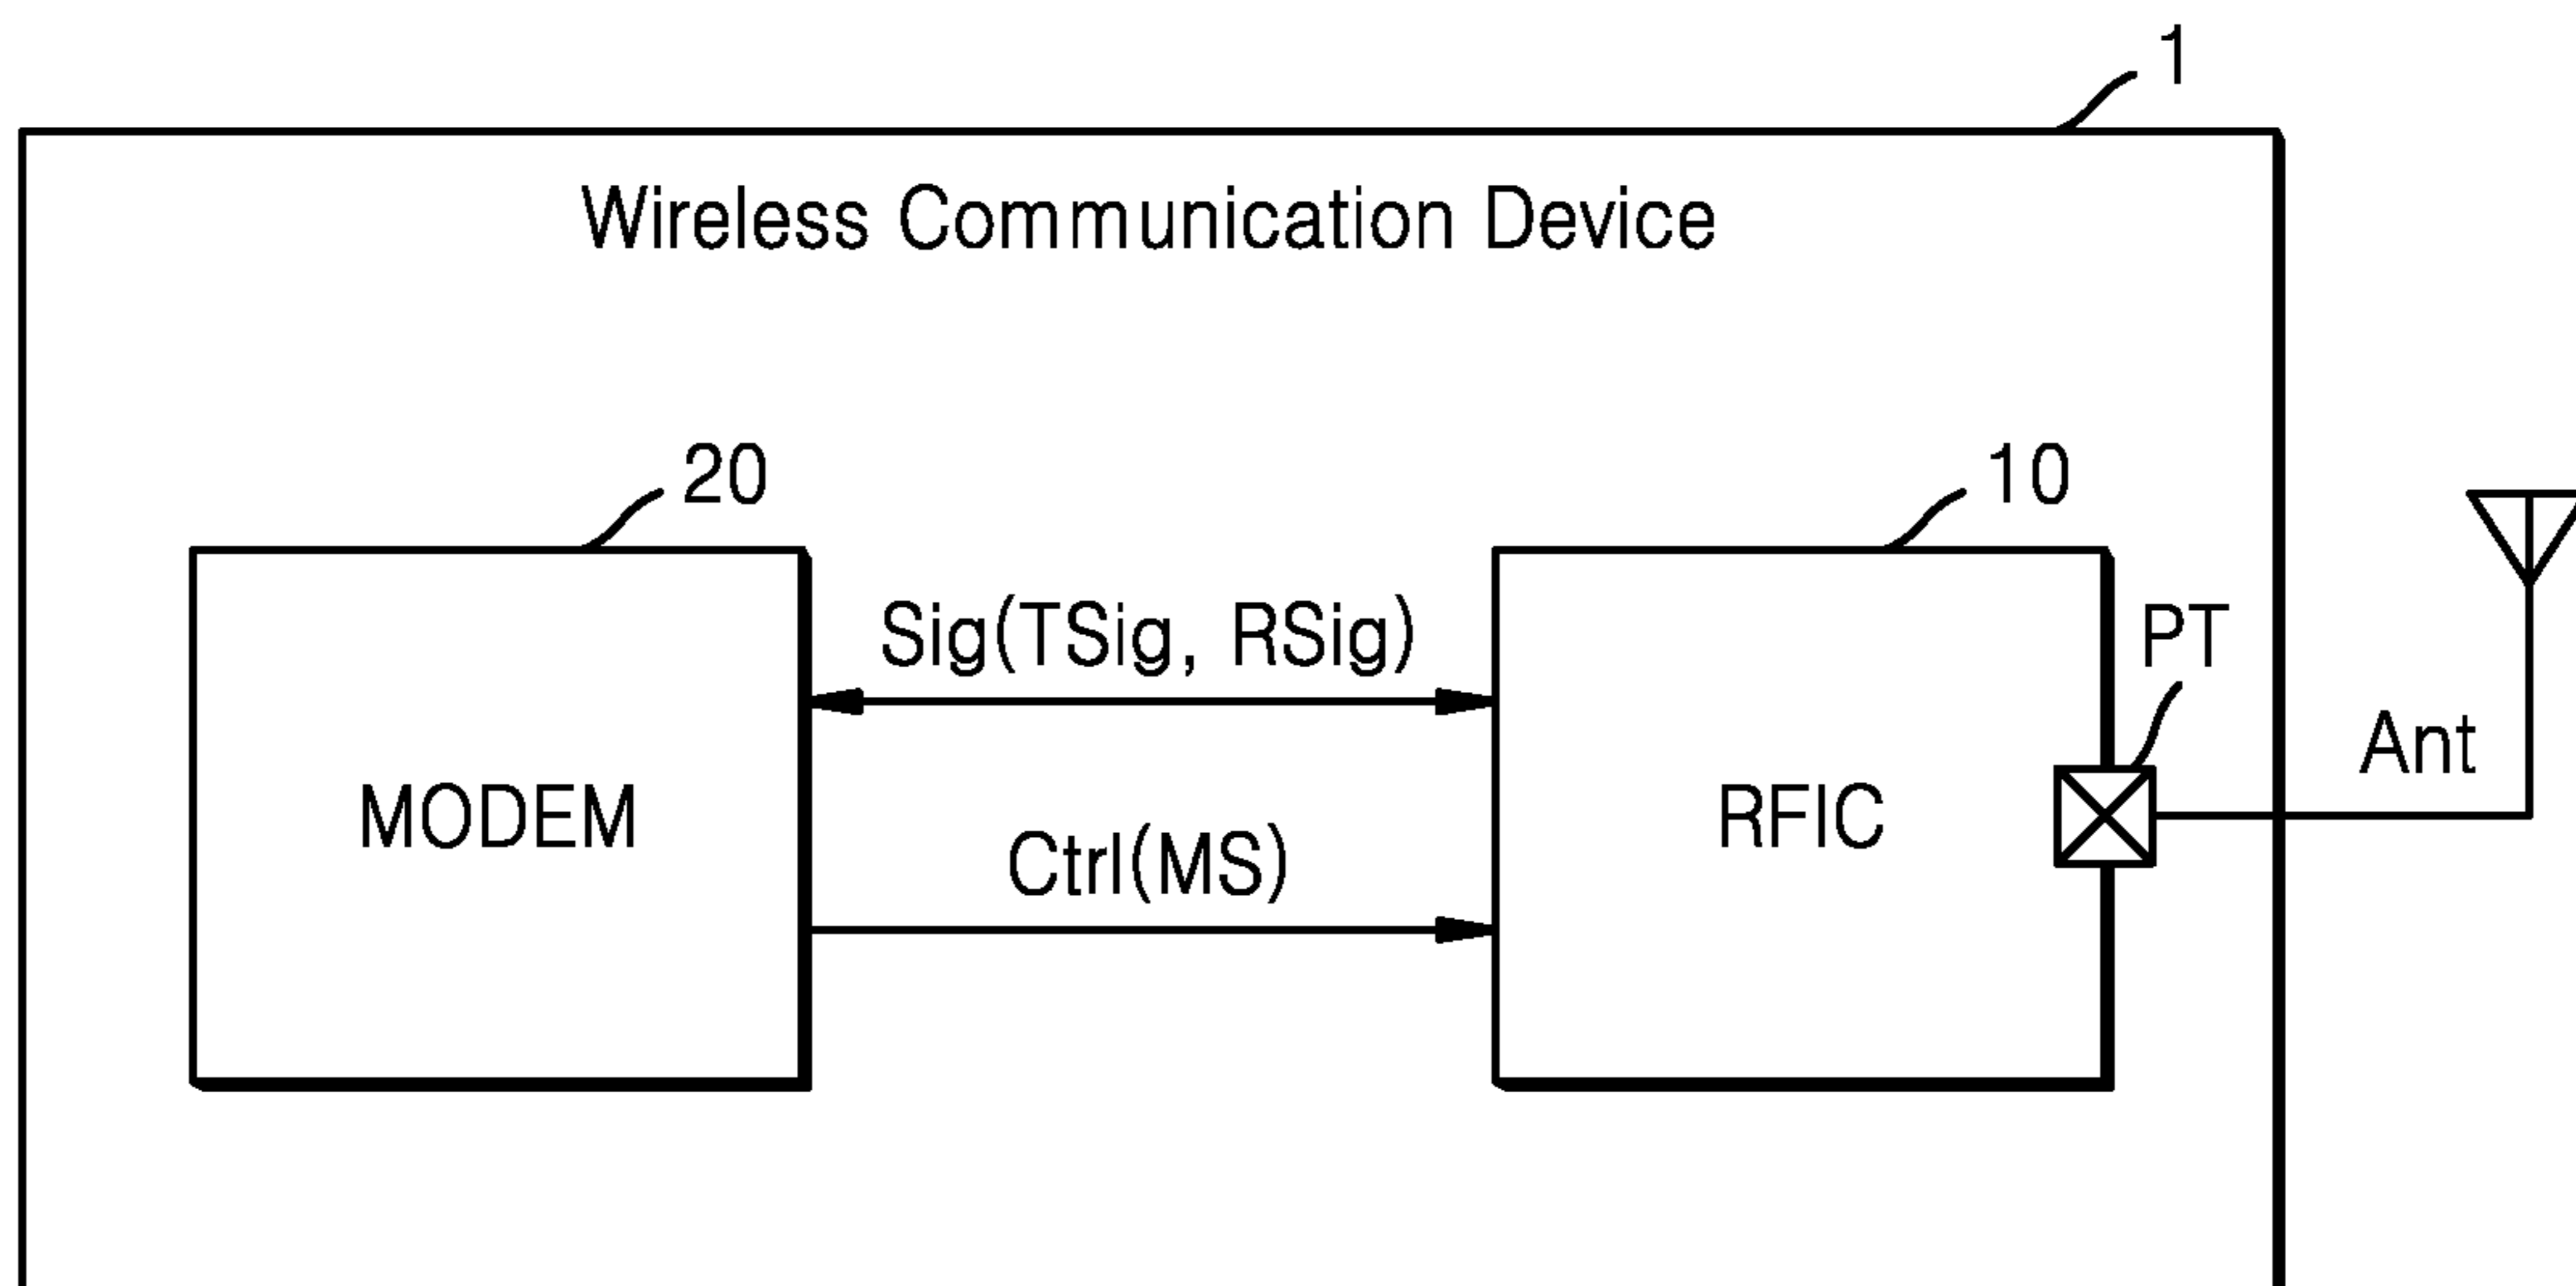 1
Wireless Communication Device
20
10
Sig(TSig, RSig)
PT
Ant
MODEM
RFIC
Ctrl(MS)